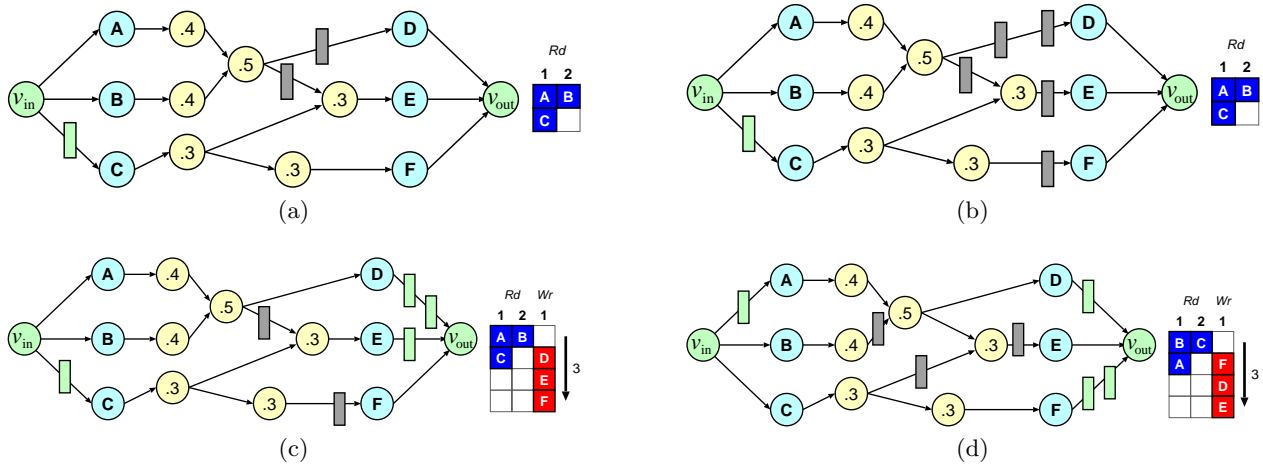 A .4 D
.5
Rd
1 2
v_in B .4 .3 E v_out A B
C
C .3 .3 F
(a)
A .4 D
.5
Rd
1 2
v_in B .4 .3 E v_out A B
C
C .3 .3 F
(b)
A .4 D
.5
Rd Wr
1 2 1
v_in B .4 .3 E v_out A B
C D
E 3
F
C .3 .3 F
(c)
A .4 D
.5
Rd Wr
1 2 1
v_in B .4 .3 E v_out B C
A F
D 3
E
C .3 .3 F
(d)